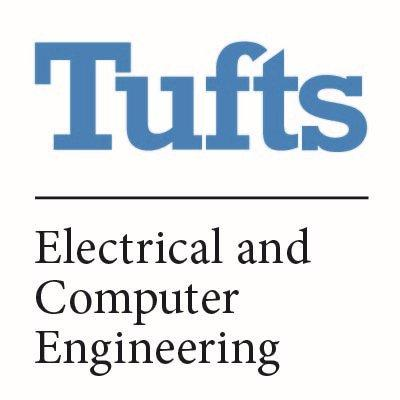 Tufts
Electrical and
Computer
Engineering